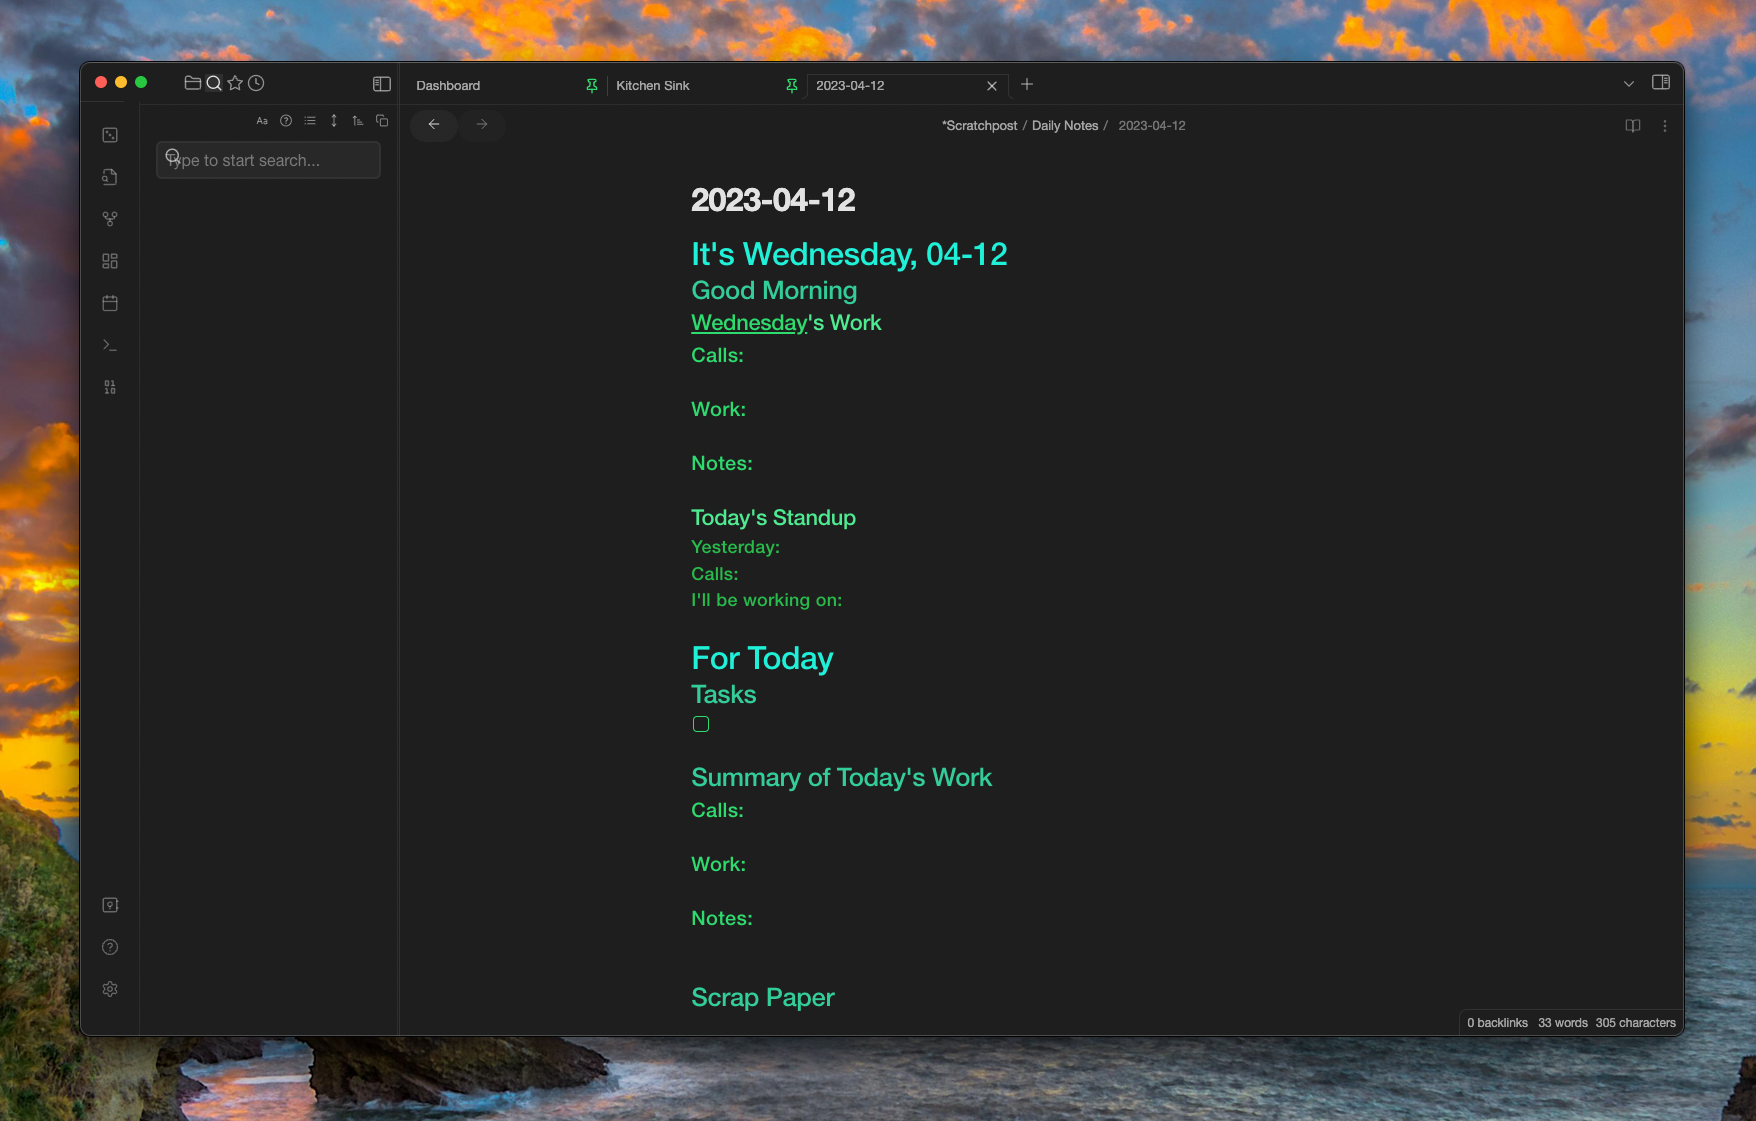 Dashboard
Kitchen Sink
2023-04-12
Aa
Type to start search...
*Scratchpost / Daily Notes / 2023-04-12
2023-04-12
It's Wednesday, 04-12
Good Morning
Wednesday's Work
Calls:
Work:
Notes:
Today's Standup
Yesterday:
Calls:
I'll be working on:
For Today
Tasks
Summary of Today's Work
Calls:
Work:
Notes:
Scrap Paper
0 backlinks 33 words 305 characters